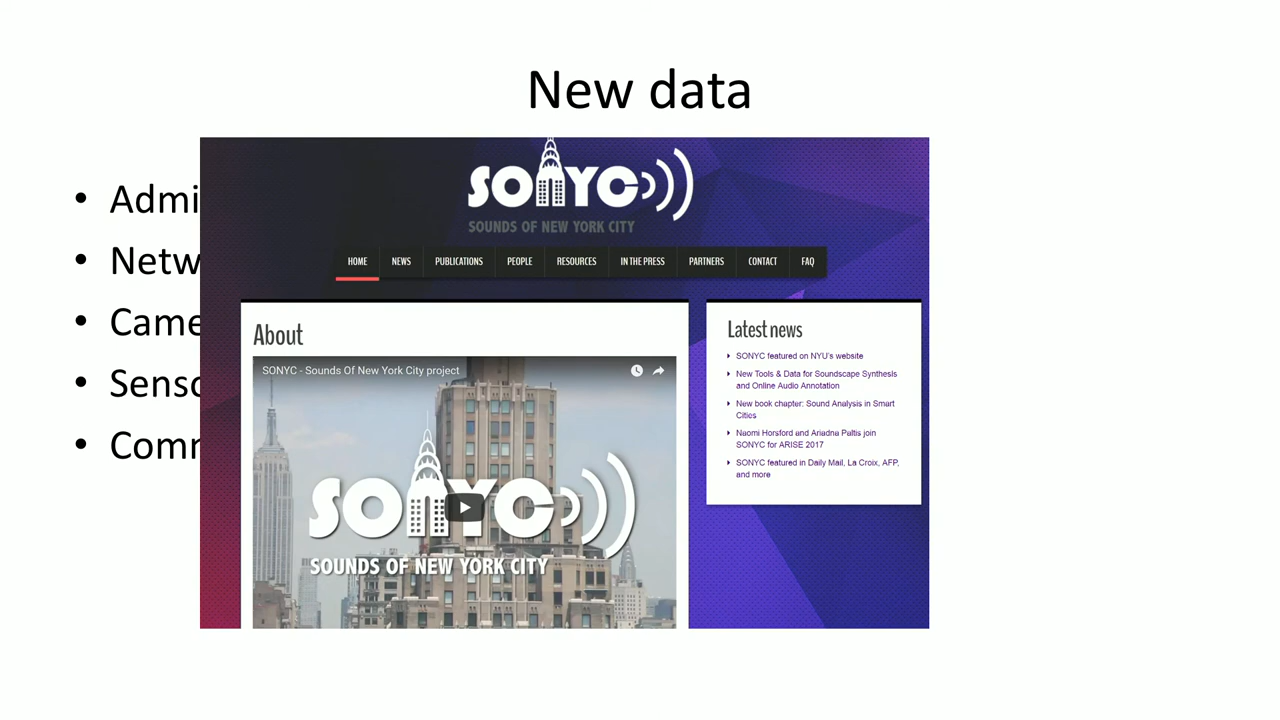 New data
• Admi
• Netw
• Came
• Senso
• Comm
SONYC
SOUNDS OF NEW YORK CITY
HOME NEWS PUBLICATIONS PEOPLE RESOURCES IN THE PRESS PARTNERS CONTACT FAQ
About
SONYC - Sounds Of New York City project
SONYC
SOUNDS OF NEW YORK CITY
Latest news
SONYC featured on NYU's website
New Tools & Data for Soundscape Synthesis
and Online Audio Annotation
New book chapter: Sound Analysis in Smart
Cities
Naomi Horsford and Ariadna Paltis join
SONYC for ARISE 2017
SONYC featured in Daily Mail, La Croix, AFP,
and more